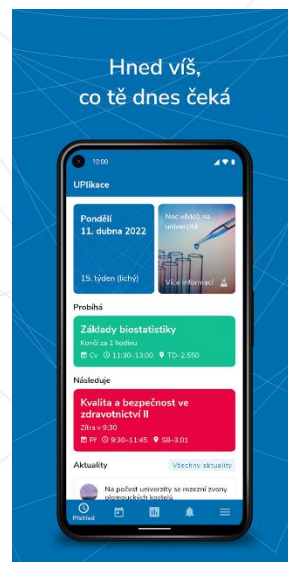 Hned víš,
co tě dnes čeká
12:00
UPlikace
Pondělí
11. dubna 2022
15. týden (lichý)
Noc vědců na
univerzitě
Více informací
Probíhá
Základy biostatistiky
Končí za 1 hodinu
Cv 11:30–13:00 TD-2.550
Následuje
Kvalita a bezpečnost ve
zdravotnictví II
Zítra v 9:30
Př 9:30–11:45 SB-3.01
Aktuality
Všechny aktuality
Na počest univerzity se rozezní zvony
olomouckých kostelů
Přehled